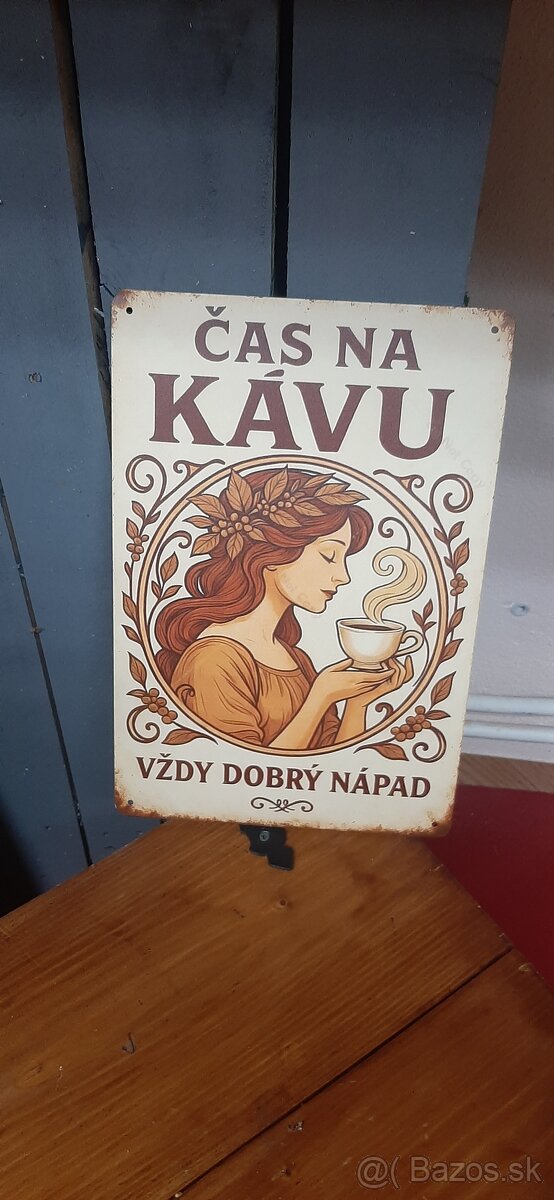 ČAS NA
KÁVU
VŽDY DOBRÝ NÁPAD
@( Bazos.sk